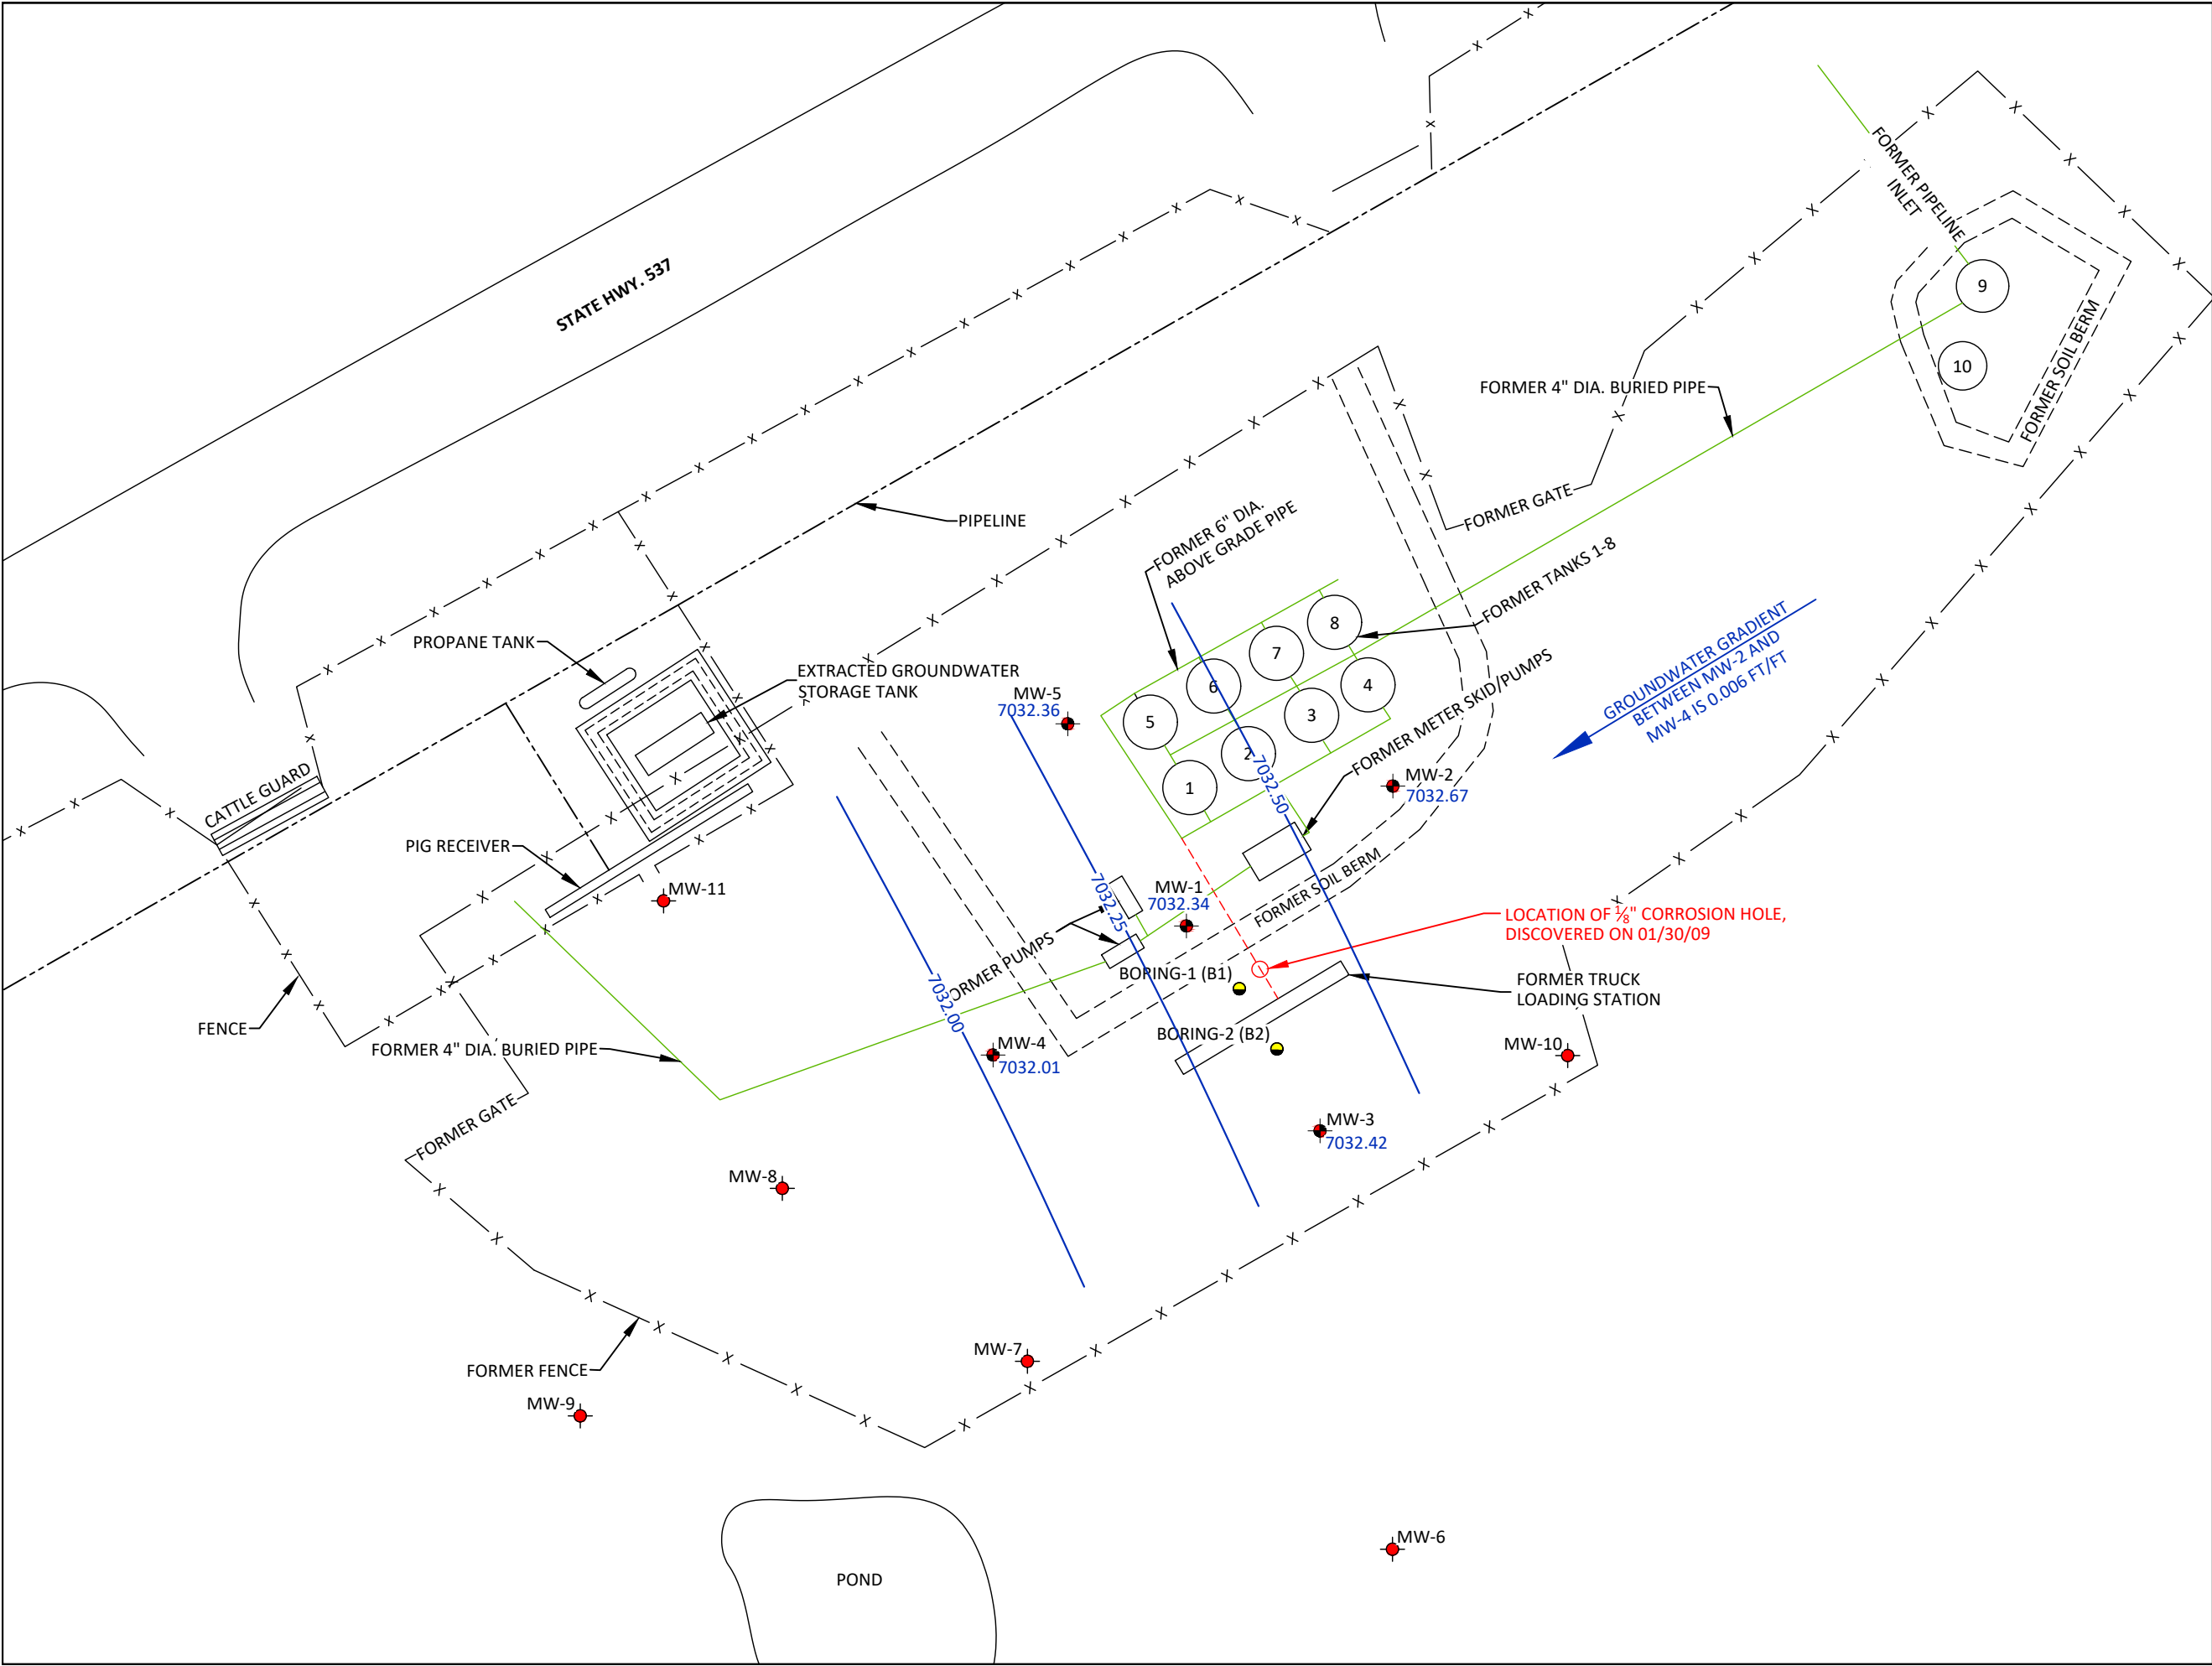 STATE HWY. 537
FORMER PIPELINE
INLET
9
10
FORMER SOIL BERM
FORMER 4" DIA. BURIED PIPE
FORMER GATE
PIPELINE
FORMER 6" DIA.
ABOVE GRADE PIPE
FORMER TANKS 1-8
8
7
6
5
4
3
2
1
GROUNDWATER GRADIENT
BETWEEN MW-2 AND
MW-4 IS 0.006 FT/FT
PROPANE TANK
EXTRACTED GROUNDWATER
STORAGE TANK
MW-5
7032.36
FORMER METER SKID/PUMPS
MW-2
7032.67
7032.50
CATTLE GUARD
PIG RECEIVER
MW-11
7032.25
MW-1
7032.34
FORMER SOIL BERM
LOCATION OF ⅛" CORROSION HOLE,
DISCOVERED ON 01/30/09
FORMER PUMPS
BORING-1 (B1)
FORMER TRUCK
LOADING STATION
7032.00
FENCE
BORING-2 (B2)
FORMER 4" DIA. BURIED PIPE
MW-4
7032.01
MW-10
FORMER GATE
MW-3
7032.42
MW-8
MW-7
FORMER FENCE
MW-9
MW-6
POND